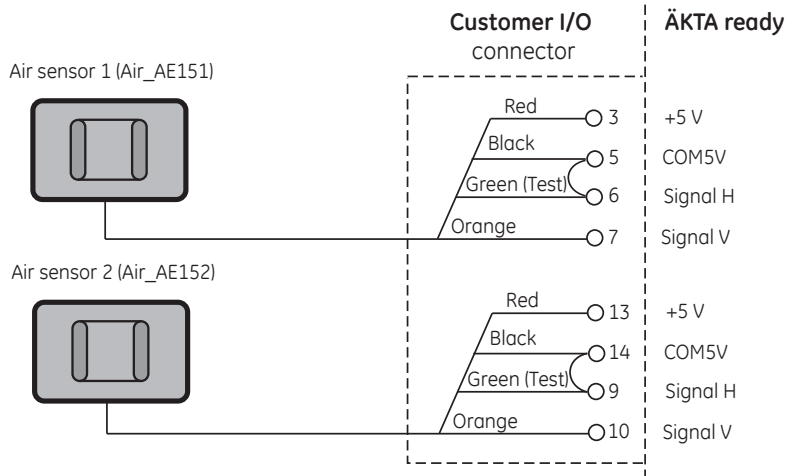 Customer I/O
connector
ÄKTA ready
Air sensor 1 (Air_AE151)
Red 3 +5 V
Black 5 COM5V
Green (Test) 6 Signal H
Orange 7 Signal V
Air sensor 2 (Air_AE152)
Red 13 +5 V
Black 14 COM5V
Green (Test) 9 Signal H
Orange 10 Signal V